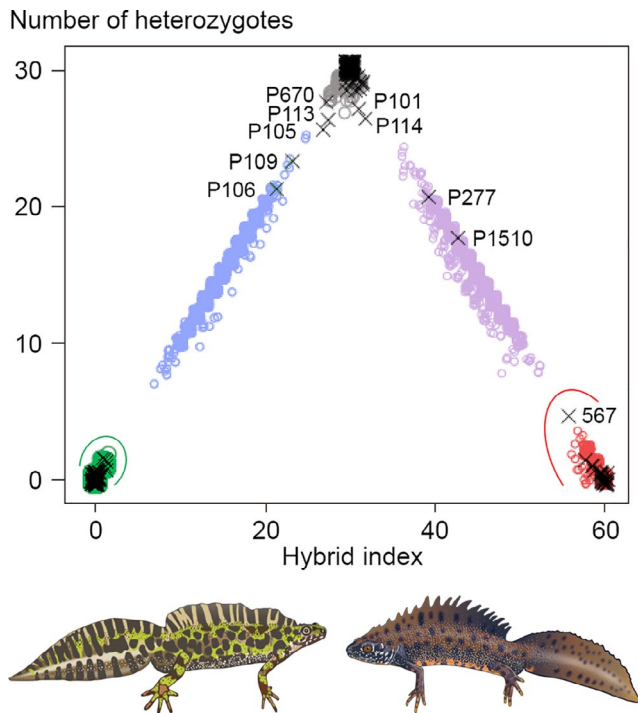 Number of heterozygotes
30
P670
P101
P113
P114
P105
P109
P106
20
P277
P1510
10
567
0
0
20
40
60
Hybrid index